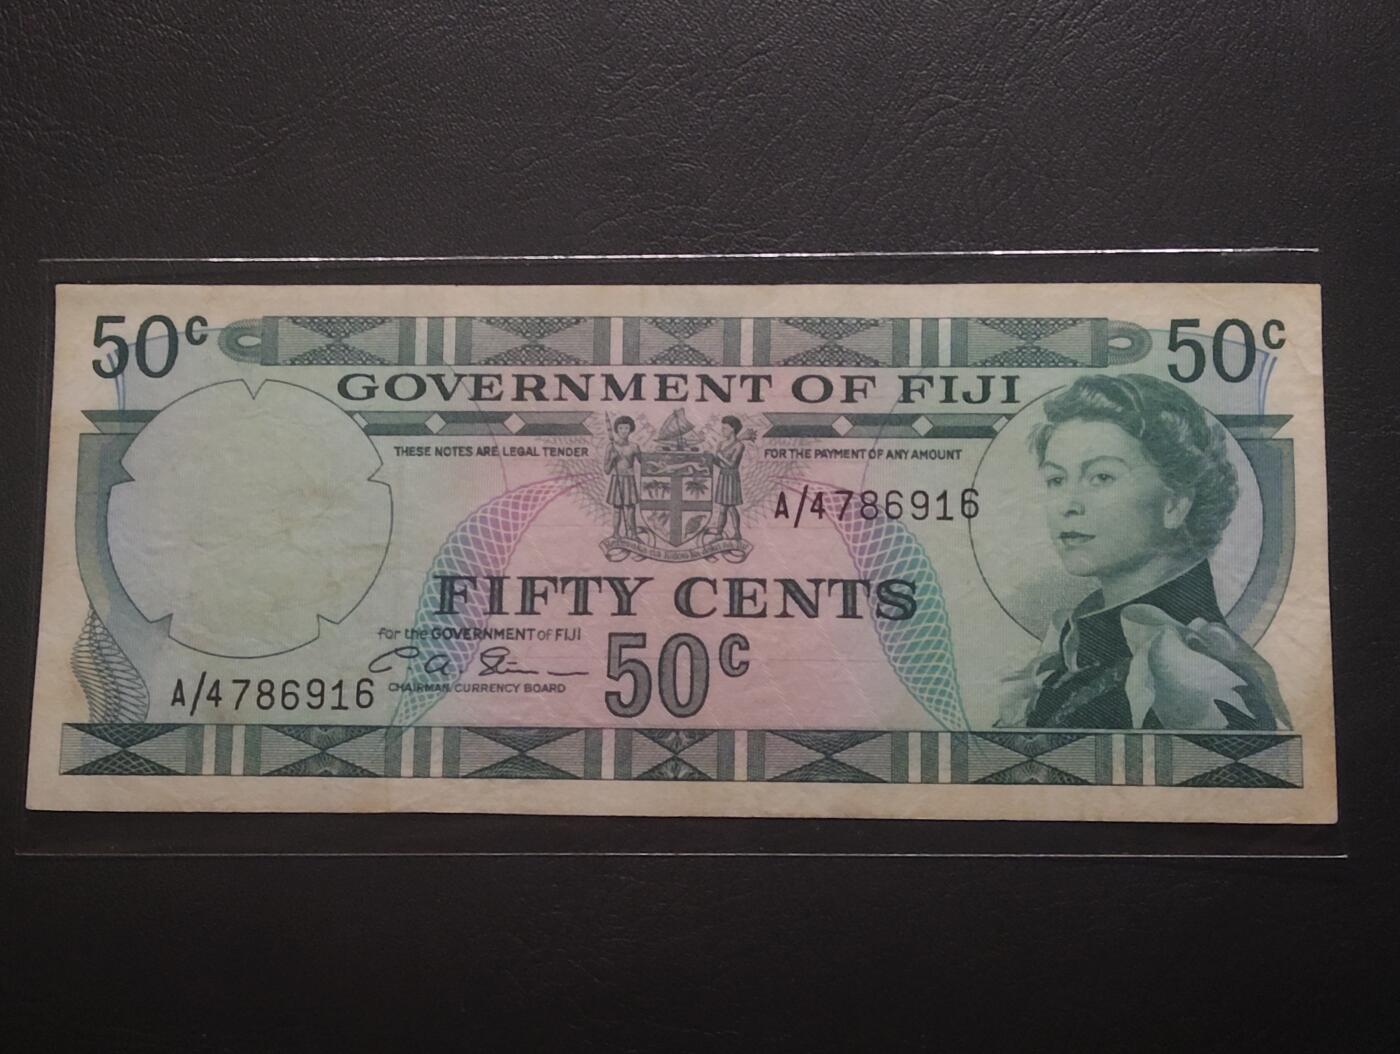 50c
50c
GOVERNMENT OF FIJI
THESE NOTES ARE LEGAL TENDER
FOR THE PAYMENT OF ANY AMOUNT
A/4786916
FIFTY CENTS
for the GOVERNMENT of FIJI
50c
CHAIRMAN, CURRENCY BOARD
A/4786916